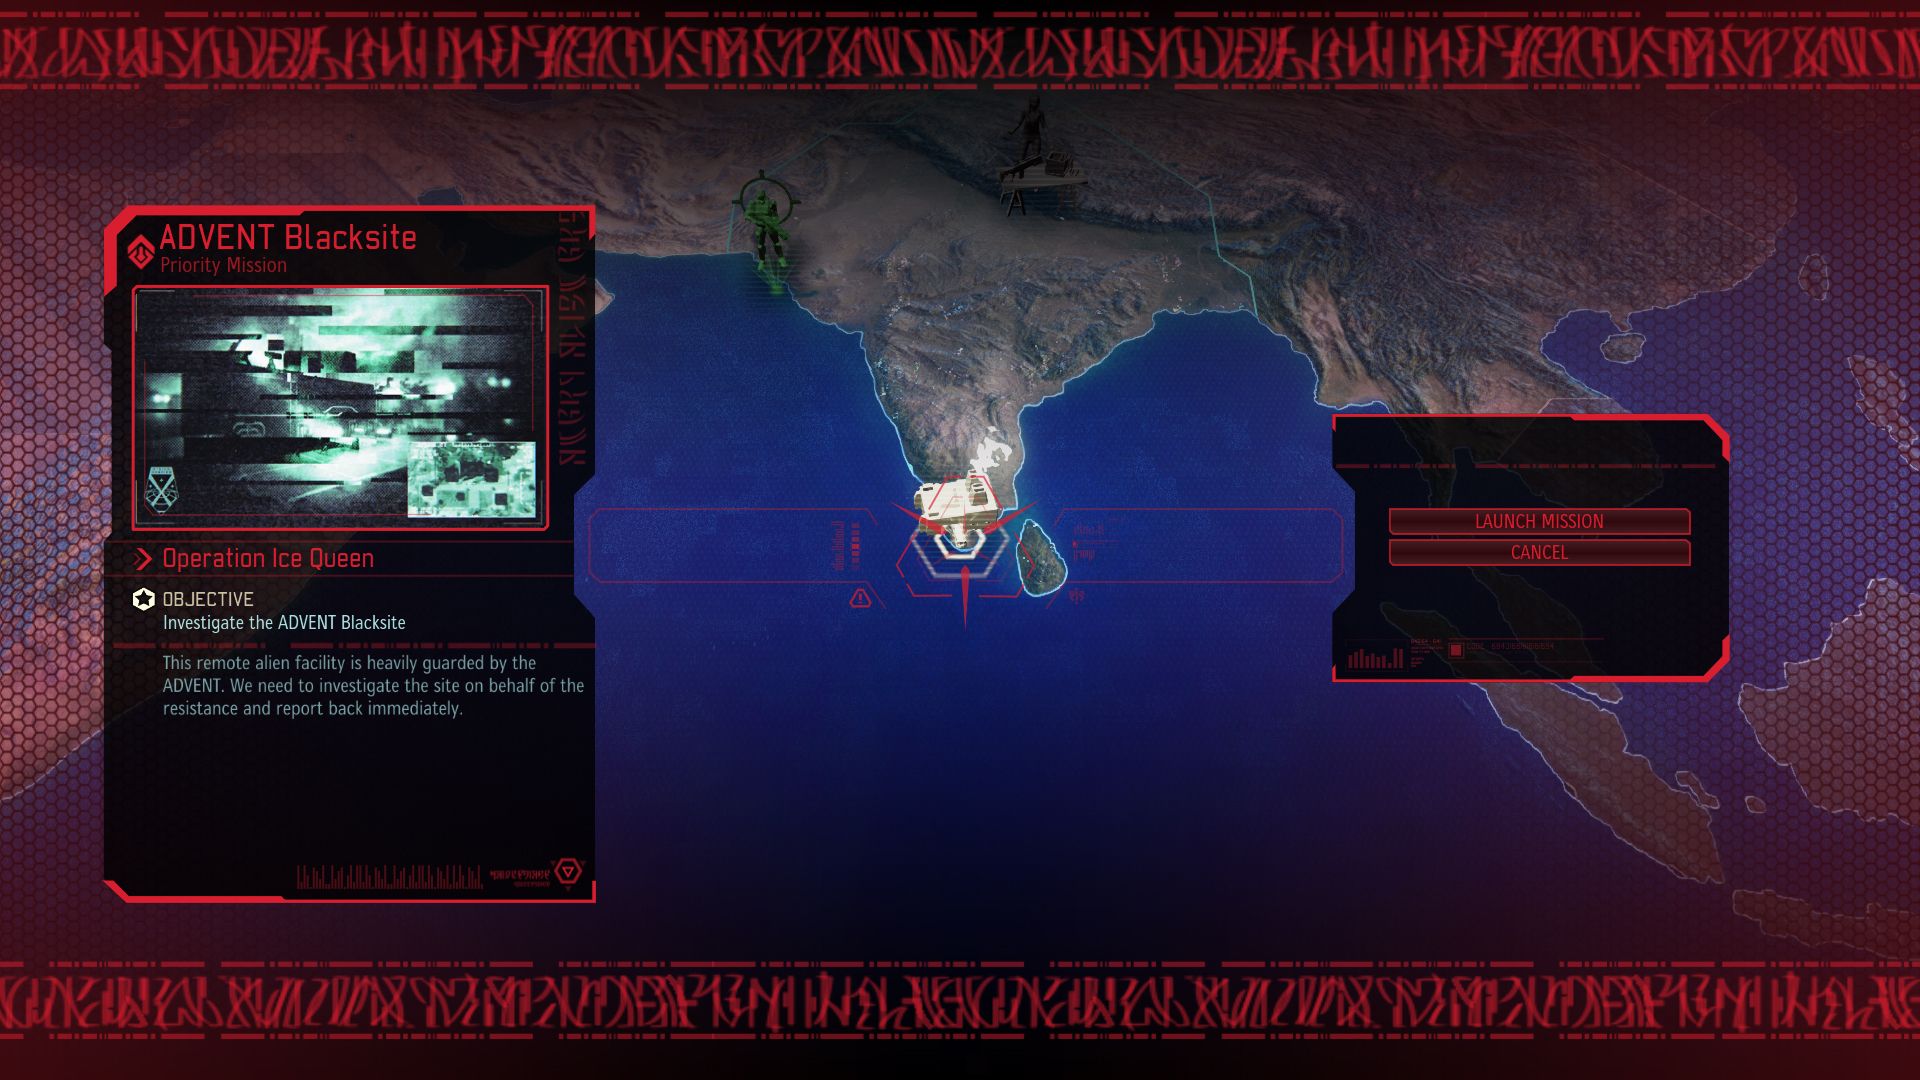 ADVENT Blacksite
Priority Mission
Operation Ice Queen
OBJECTIVE
Investigate the ADVENT Blacksite
This remote alien facility is heavily guarded by the
ADVENT. We need to investigate the site on behalf of the
resistance and report back immediately.
LAUNCH MISSION
CANCEL